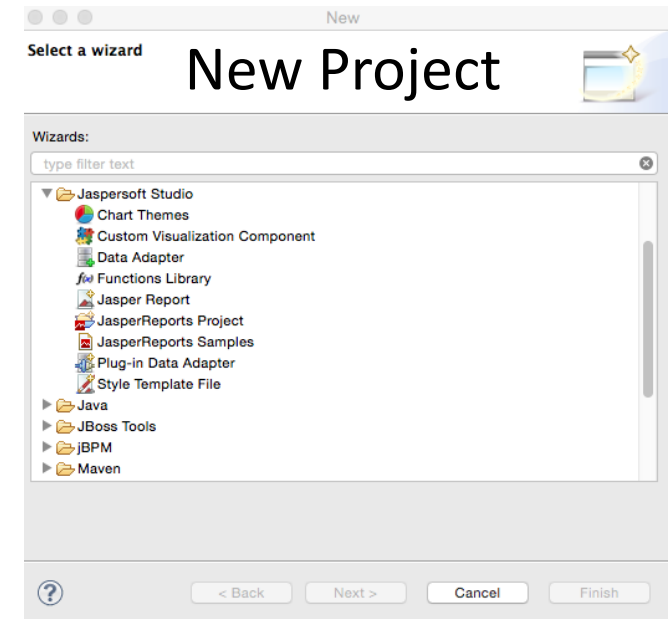 New
Select a wizard
New Project
Wizards:
type filter text
Jaspersoft Studio
Chart Themes
Custom Visualization Component
Data Adapter
f(x) Functions Library
Jasper Report
JasperReports Project
JasperReports Samples
Plug-in Data Adapter
Style Template File
Java
JBoss Tools
jBPM
Maven
? < Back Next > Cancel Finish